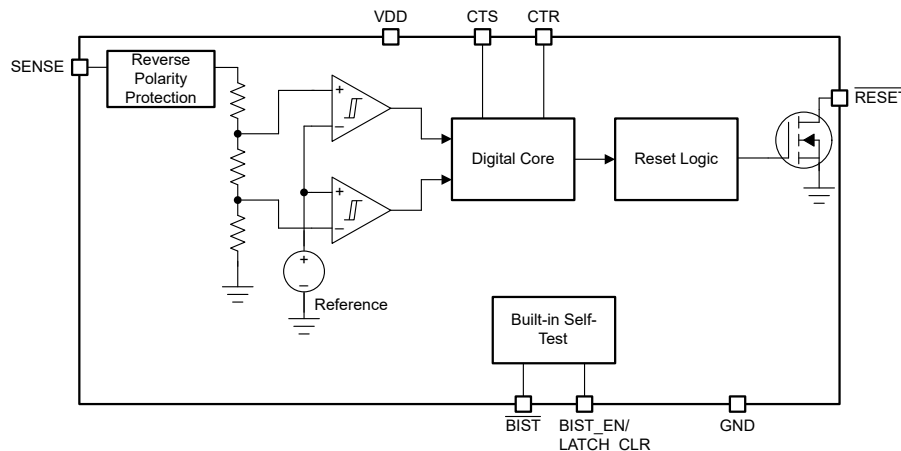 VDD
CTS
CTR
SENSE
Reverse
Polarity
Protection
RESET
+
−
Digital Core
Reset Logic
+
−
+
−
Reference
Built-in Self-
Test
BIST
BIST_EN/
LATCH_CLR
GND